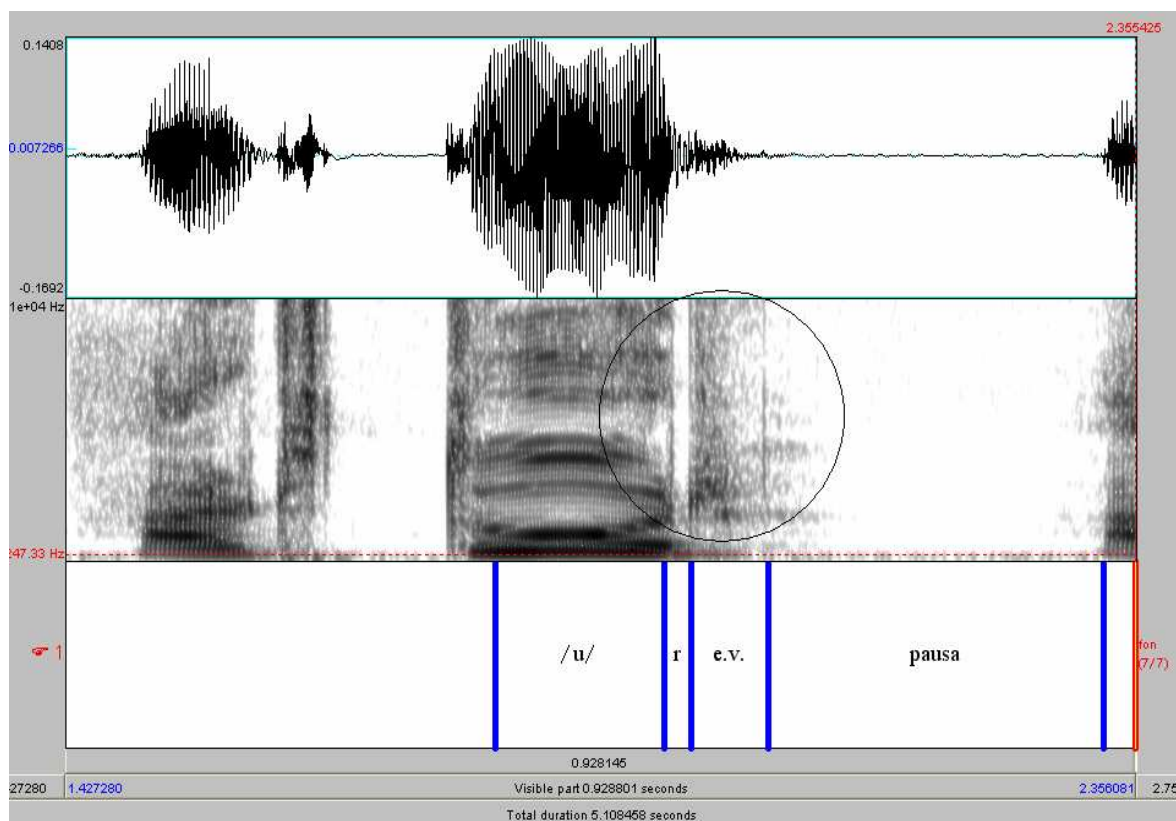 2.355425
0.1408
0.007266
-0.1692
1e+04 Hz
247.33 Hz
☞ 1
/u/
r
e.v.
pausa
fon
(7/7)
0.928145
27280
1.427280
Visible part 0.928801 seconds
2.356081
2.75
Total duration 5.108458 seconds